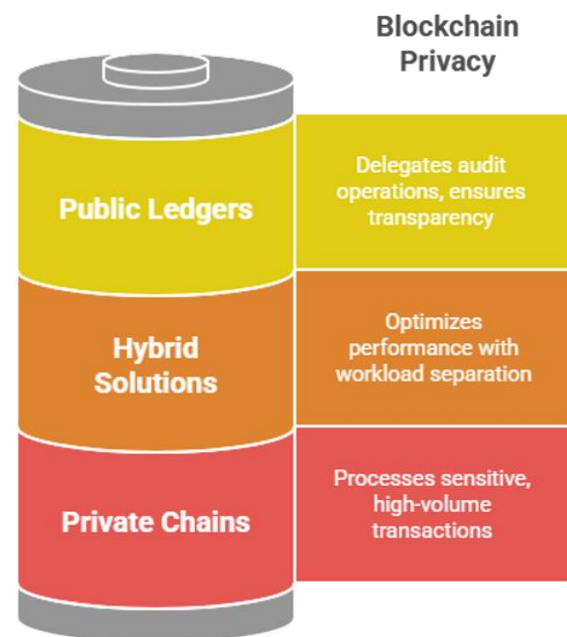 Blockchain
Privacy
Public Ledgers
Delegates audit
operations, ensures
transparency
Hybrid
Solutions
Optimizes
performance with
workload separation
Private Chains
Processes sensitive,
high-volume
transactions